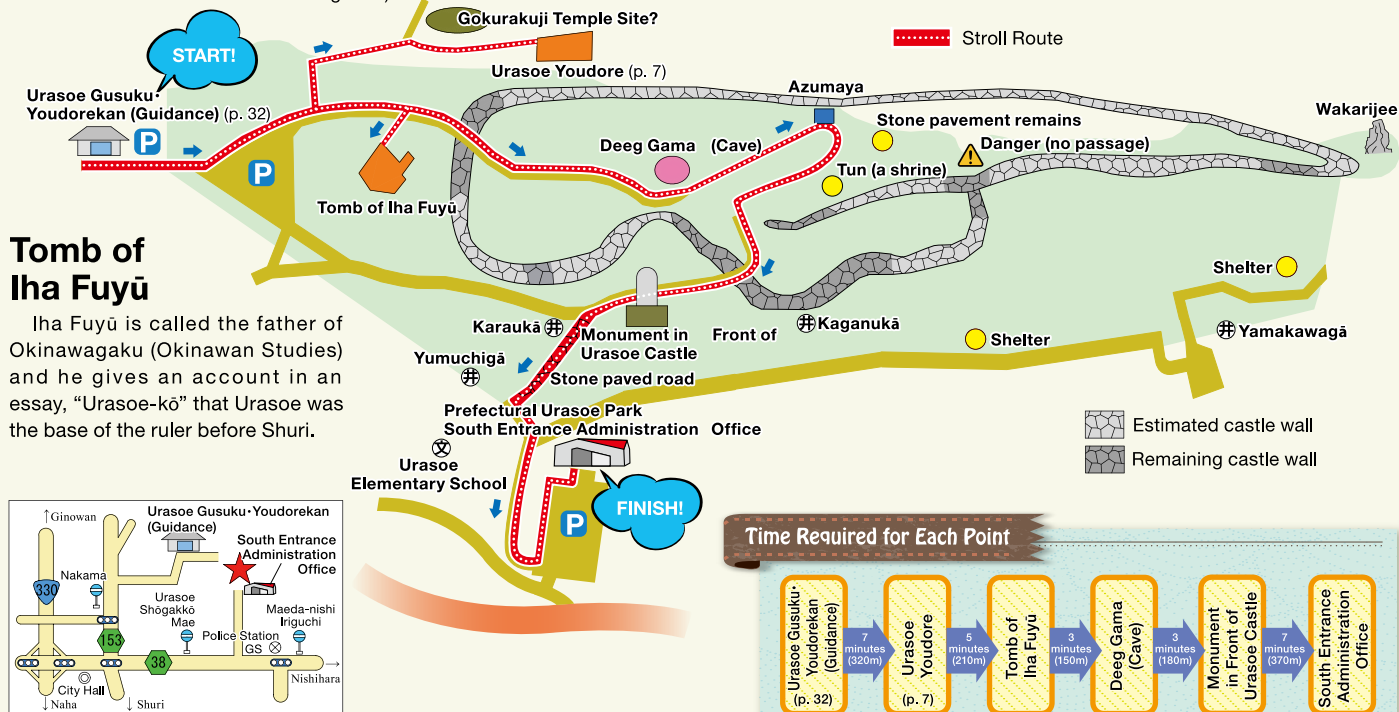 Gokurakuji Temple Site?
START!
Stroll Route
Urasoe Youdore (p. 7)
Urasoe Gusuku・
Youdorekan (Guidance) (p. 32)
P
P
Azumaya
Wakarijee
Stone pavement remains
Danger (no passage)
Deeg Gama (Cave)
Tun (a shrine)
Tomb of Iha Fuyū
Tomb of
Iha Fuyū
Iha Fuyū is called the father of
Okinawagaku (Okinawan Studies)
and he gives an account in an
essay, “Urasoe-kō” that Urasoe was
the base of the ruler before Shuri.
Shelter
Karaukā
井
Monument in Front of
Urasoe Castle
井
Kaganukā
Shelter
井
Yamakawagā
Yumuchigā
井
Stone paved road
Prefectural Urasoe Park
South Entrance Administration Office
文
Urasoe
Elementary School
P
FINISH!
Estimated castle wall
Remaining castle wall
↑Ginowan
Urasoe Gusuku・Youdorekan
(Guidance)
South Entrance
Administration
Office
330
Nakama
Urasoe
Shōgakkō
Mae
Maeda-nishi
Iriguchi
153
Police Station
GS
38
Nishihara
City Hall
↓Naha
↓Shuri
Time Required for Each Point
Urasoe Gusuku・
Youdorekan
(Guidance)
(p. 32)
7
minutes
(320m)
Urasoe
Youdore
(p. 7)
5
minutes
(210m)
Tomb of
Iha Fuyū
3
minutes
(150m)
Deeg Gama
(Cave)
3
minutes
(180m)
Monument
in Front of
Urasoe Castle
7
minutes
(370m)
South Entrance
Administration
Office